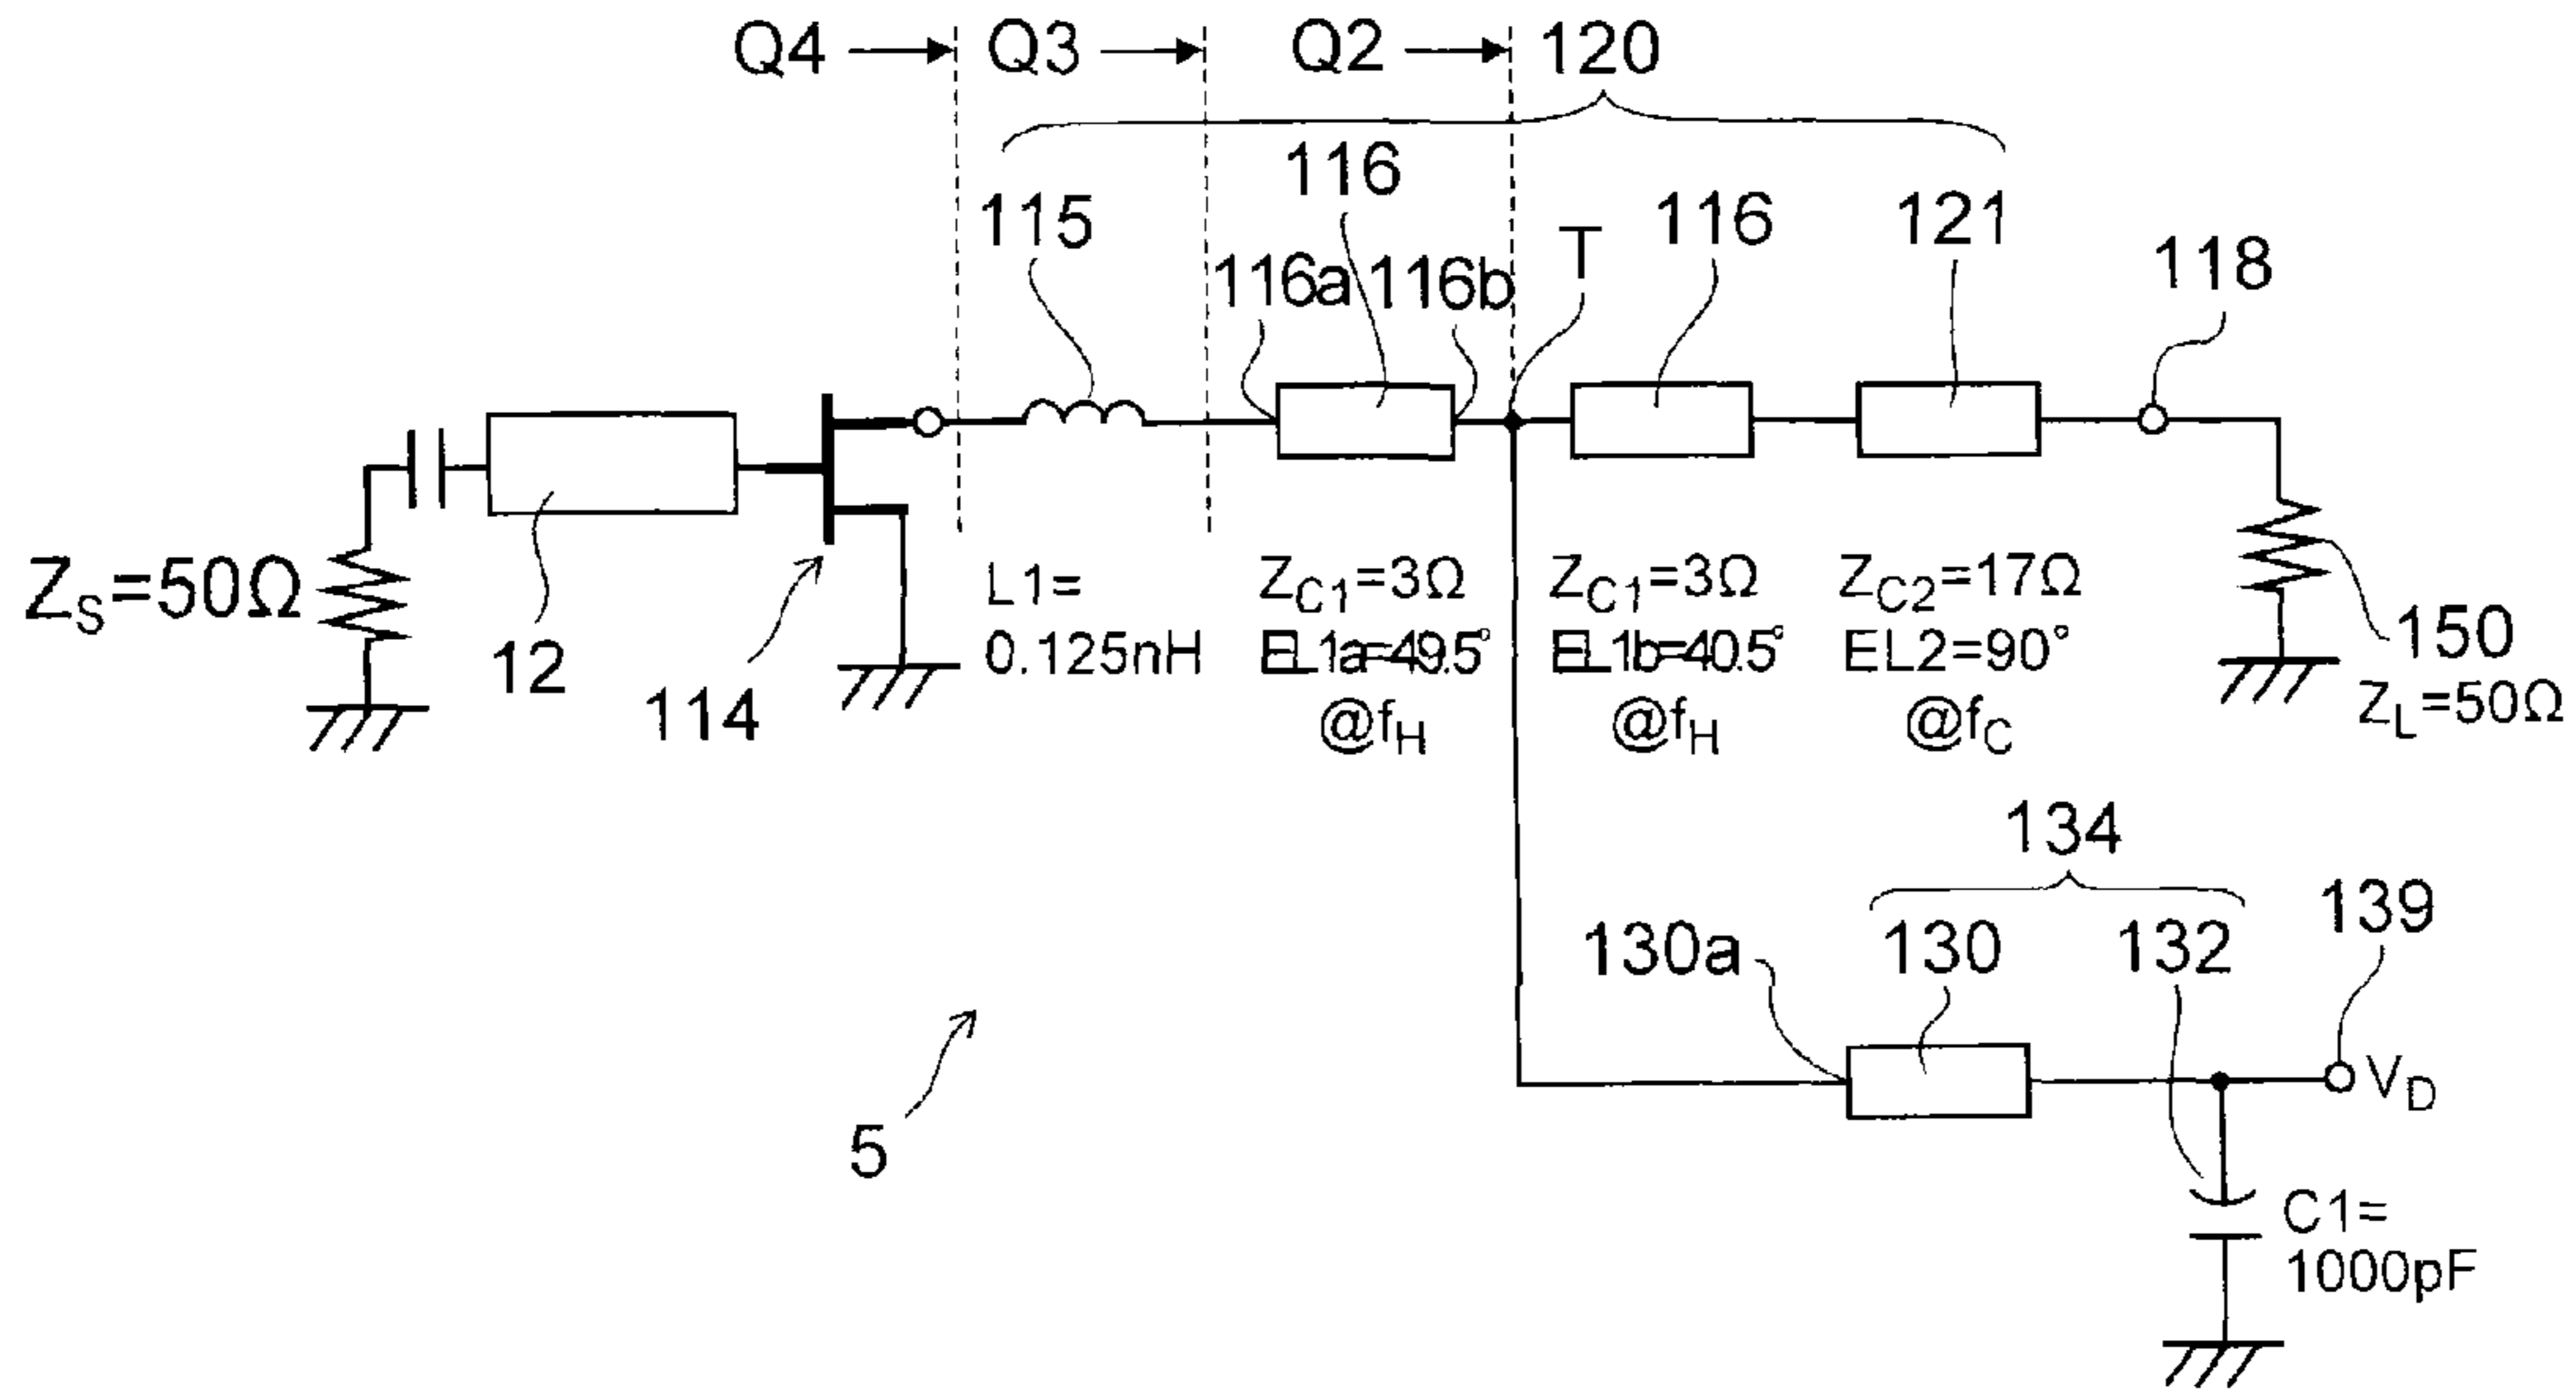 Q4
Q3
Q2
120
116
115
116
121
116a
116b
T
118
L1=
0.125nH
Z_C1=3Ω
EL1a=49.5°
@f_H
Z_C1=3Ω
EL1b=40.5°
@f_H
Z_C2=17Ω
EL2=90°
@f_C
Z_S=50Ω
12
114
150
Z_L=50Ω
134
139
130a
130
132
V_D
5
C1=
1000pF